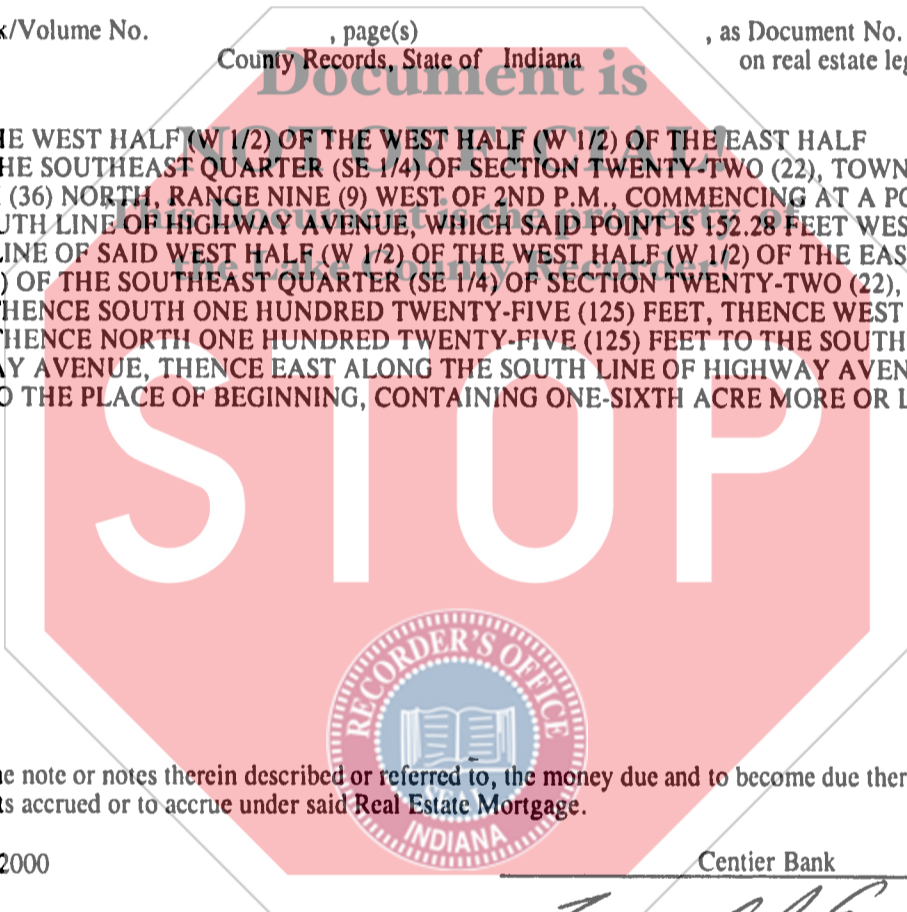 x/Volume No. , page(s) , as Document No.
County Records, State of Indiana on real estate leg
Document is
NOT OFFICIAL!
This Document is the property of
the Lake County Recorder!
HE WEST HALF (W 1/2) OF THE WEST HALF (W 1/2) OF THE EAST HALF
HE SOUTHEAST QUARTER (SE 1/4) OF SECTION TWENTY-TWO (22), TOWN
(36) NORTH, RANGE NINE (9) WEST OF 2ND P.M., COMMENCING AT A PO
UTH LINE OF HIGHWAY AVENUE, WHICH SAID POINT IS 152.28 FEET WES
LINE OF SAID WEST HALF (W 1/2) OF THE WEST HALF (W 1/2) OF THE EAS
) OF THE SOUTHEAST QUARTER (SE 1/4) OF SECTION TWENTY-TWO (22),
HENCE SOUTH ONE HUNDRED TWENTY-FIVE (125) FEET, THENCE WEST
HENCE NORTH ONE HUNDRED TWENTY-FIVE (125) FEET TO THE SOUTH
Y AVENUE, THENCE EAST ALONG THE SOUTH LINE OF HIGHWAY AVEN
O THE PLACE OF BEGINNING, CONTAINING ONE-SIXTH ACRE MORE OR L
STOP
RECORDER'S OFFICE
SEAL
INDIANA
e note or notes therein described or referred to, the money due and to become due ther
ts accrued or to accrue under said Real Estate Mortgage.
2000 Centier Bank